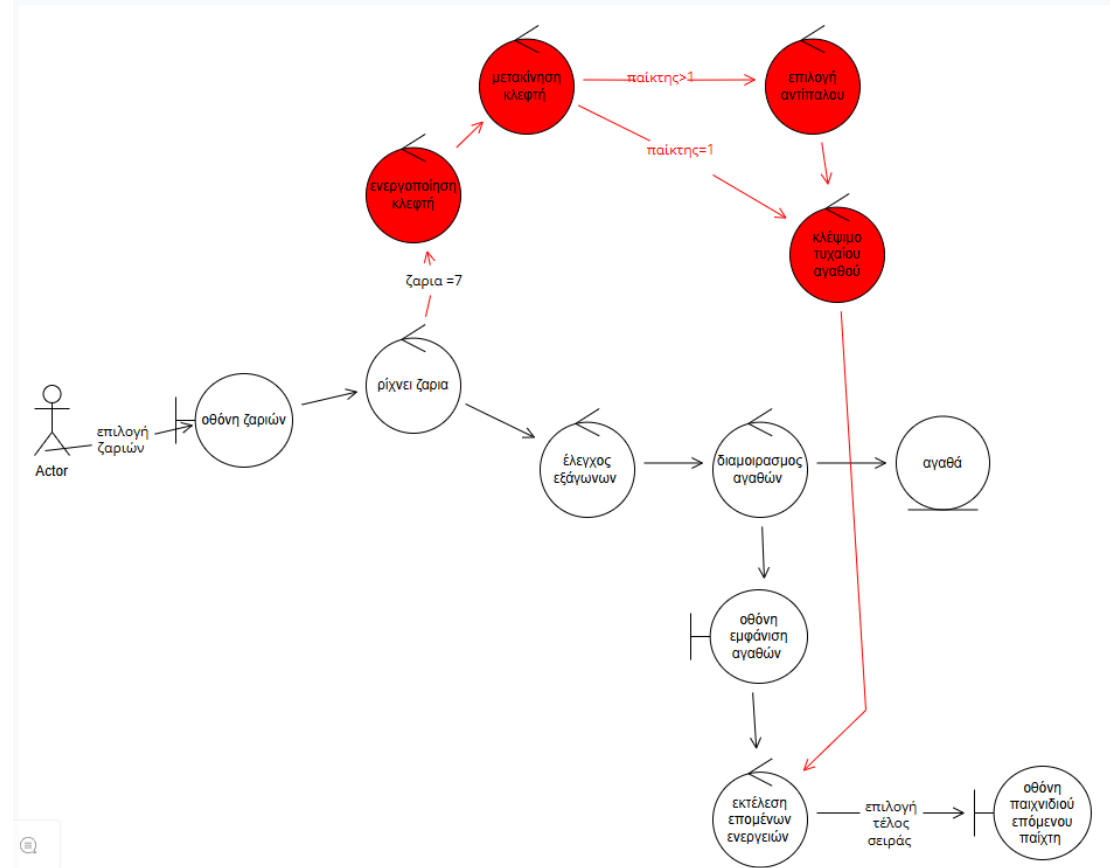 μετακίνηση
κλεφτή
παίκτης>1
επιλογή
αντίπαλου
παίκτης=1
ενεργοποίηση
κλεφτή
κλέψιμο
τυχαίου
αγαθού
ζαρια =7
ρίχνει ζαρια
οθόνη ζαριών
επιλογή
ζαριών
Actor
έλεγχος
εξάγωνων
διαμοιρασμος
αγαθών
αγαθά
οθόνη
εμφάνιση
αγαθών
εκτέλεση
επομένων
ενεργειών
επιλογή
τέλος
σειράς
οθόνη
παιχνιδιού
επόμενου
παίχτη